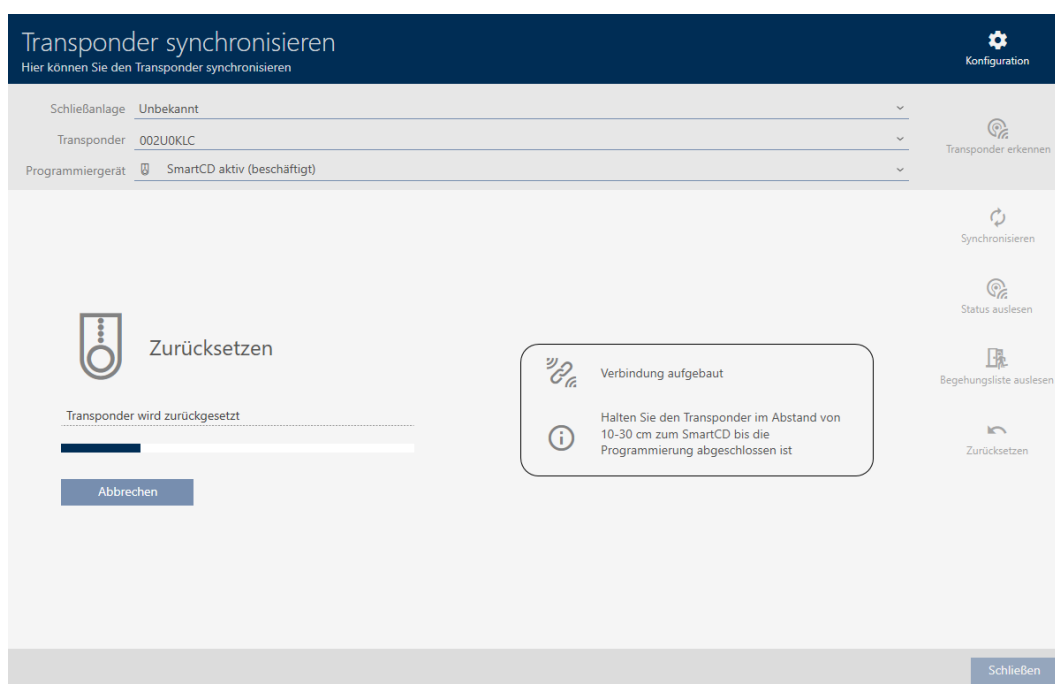 Transponder synchronisieren
Hier können Sie den Transponder synchronisieren
Konfiguration
Schließanlage Unbekannt
Transponder 002U0KLC
Programmiergerät SmartCD aktiv (beschäftigt)
Transponder erkennen
Synchronisieren
Status auslesen
Begehungsliste auslesen
Zurücksetzen
Zurücksetzen
Transponder wird zurückgesetzt
Abbrechen
Verbindung aufgebaut
Halten Sie den Transponder im Abstand von
10-30 cm zum SmartCD bis die
Programmierung abgeschlossen ist
Schließen